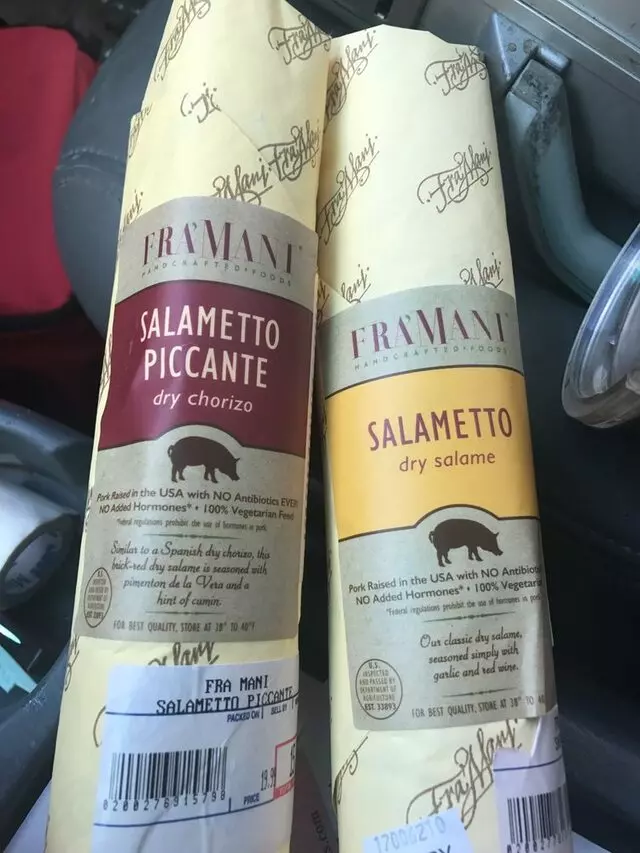 FRA'MANI
HANDCRAFTED•FOODS
SALAMETTO
PICCANTE
dry chorizo
Pork Raised in the USA with NO Antibiotics EVER
NO Added Hormones* • 100% Vegetarian Feed
*Federal regulations prohibit the use of hormones in pork
Similar to a Spanish dry chorizo, this
brick-red dry salame is seasoned with
pimenton de la Vera and a
hint of cumin.
FOR BEST QUALITY, STORE AT 38° TO 40°F
FRA MANI
SALAMETTO PICCANTE
PACKED ON
SELL BY
0200276915798
PRICE
FRA'MANI
HANDCRAFTED•FOODS
SALAMETTO
dry salame
Pork Raised in the USA with NO Antibiot
NO Added Hormones* • 100% Vegetaria
*Federal regulations prohibit the use of hormones in pork
Our classic dry salame,
seasoned simply with
garlic and red wine.
U.S.
INSPECTED
AND PASSED BY
DEPARTMENT OF
AGRICULTURE
EST. 33893
FOR BEST QUALITY, STORE AT 38° TO 40
12006210